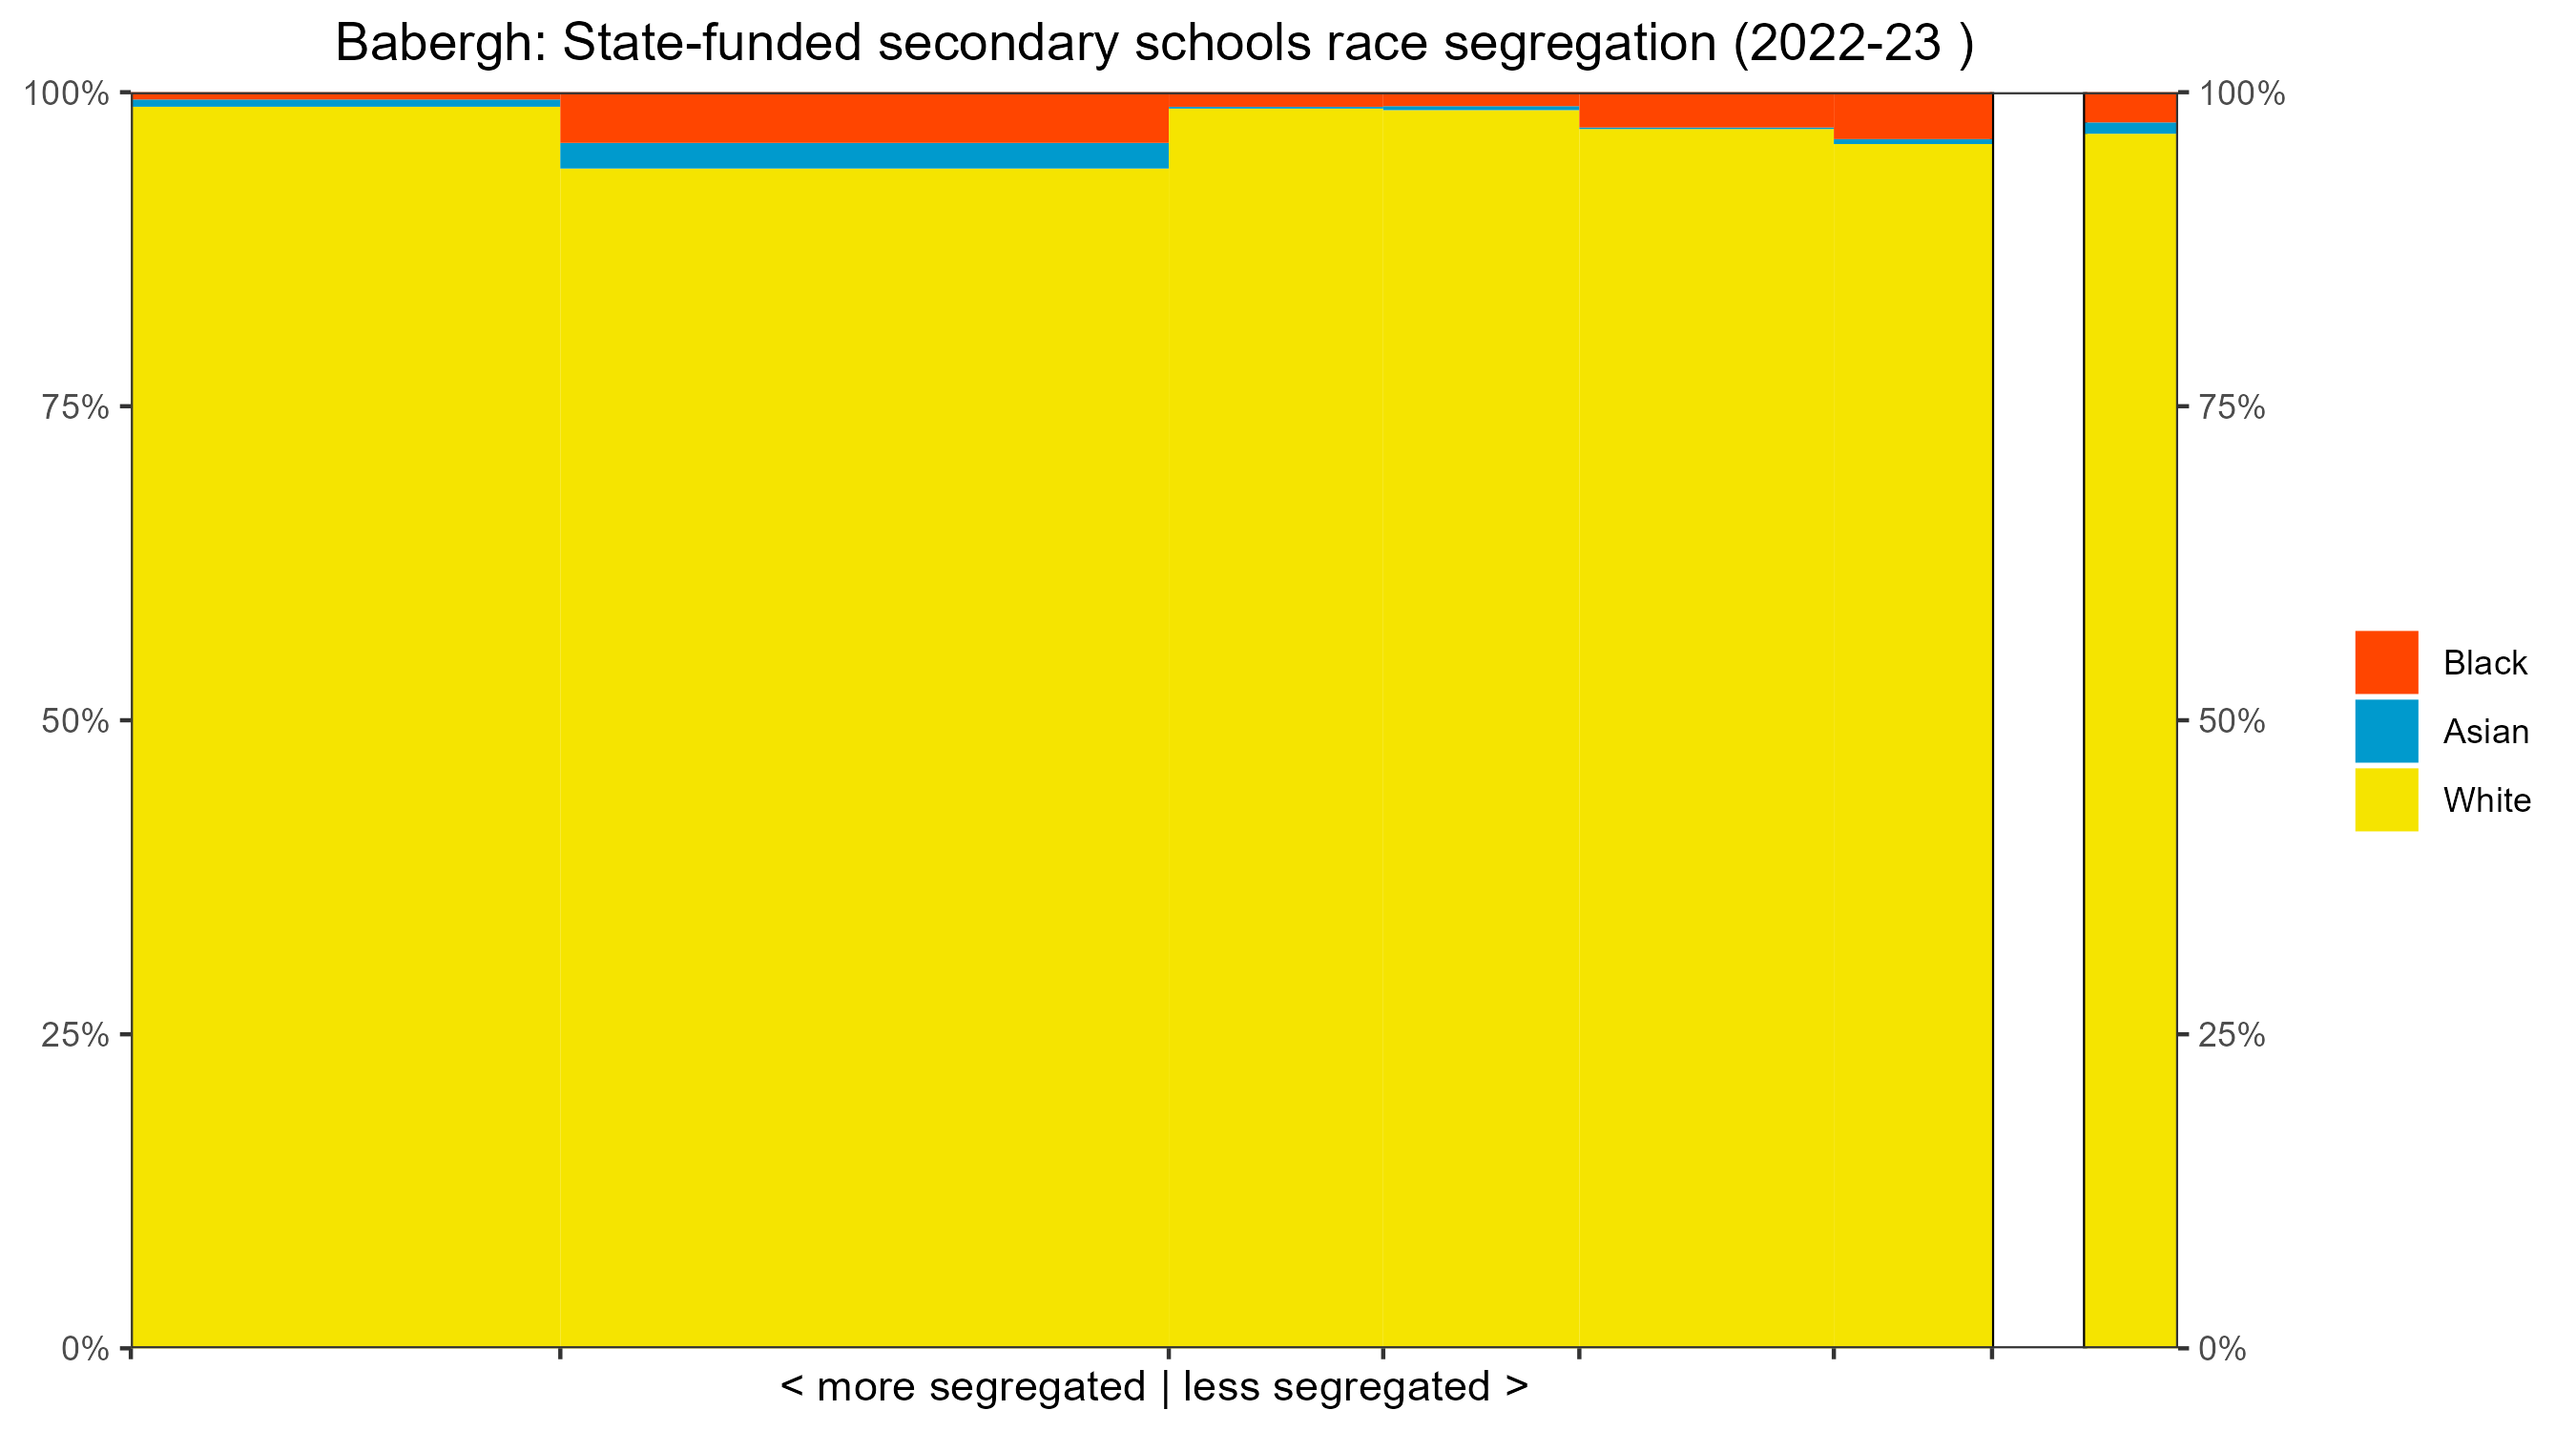 Babergh: State-funded secondary schools race segregation (2022-23 )
100%
75%
50%
25%
0%
100%
75%
50%
25%
0%
Black
Asian
White
< more segregated | less segregated >